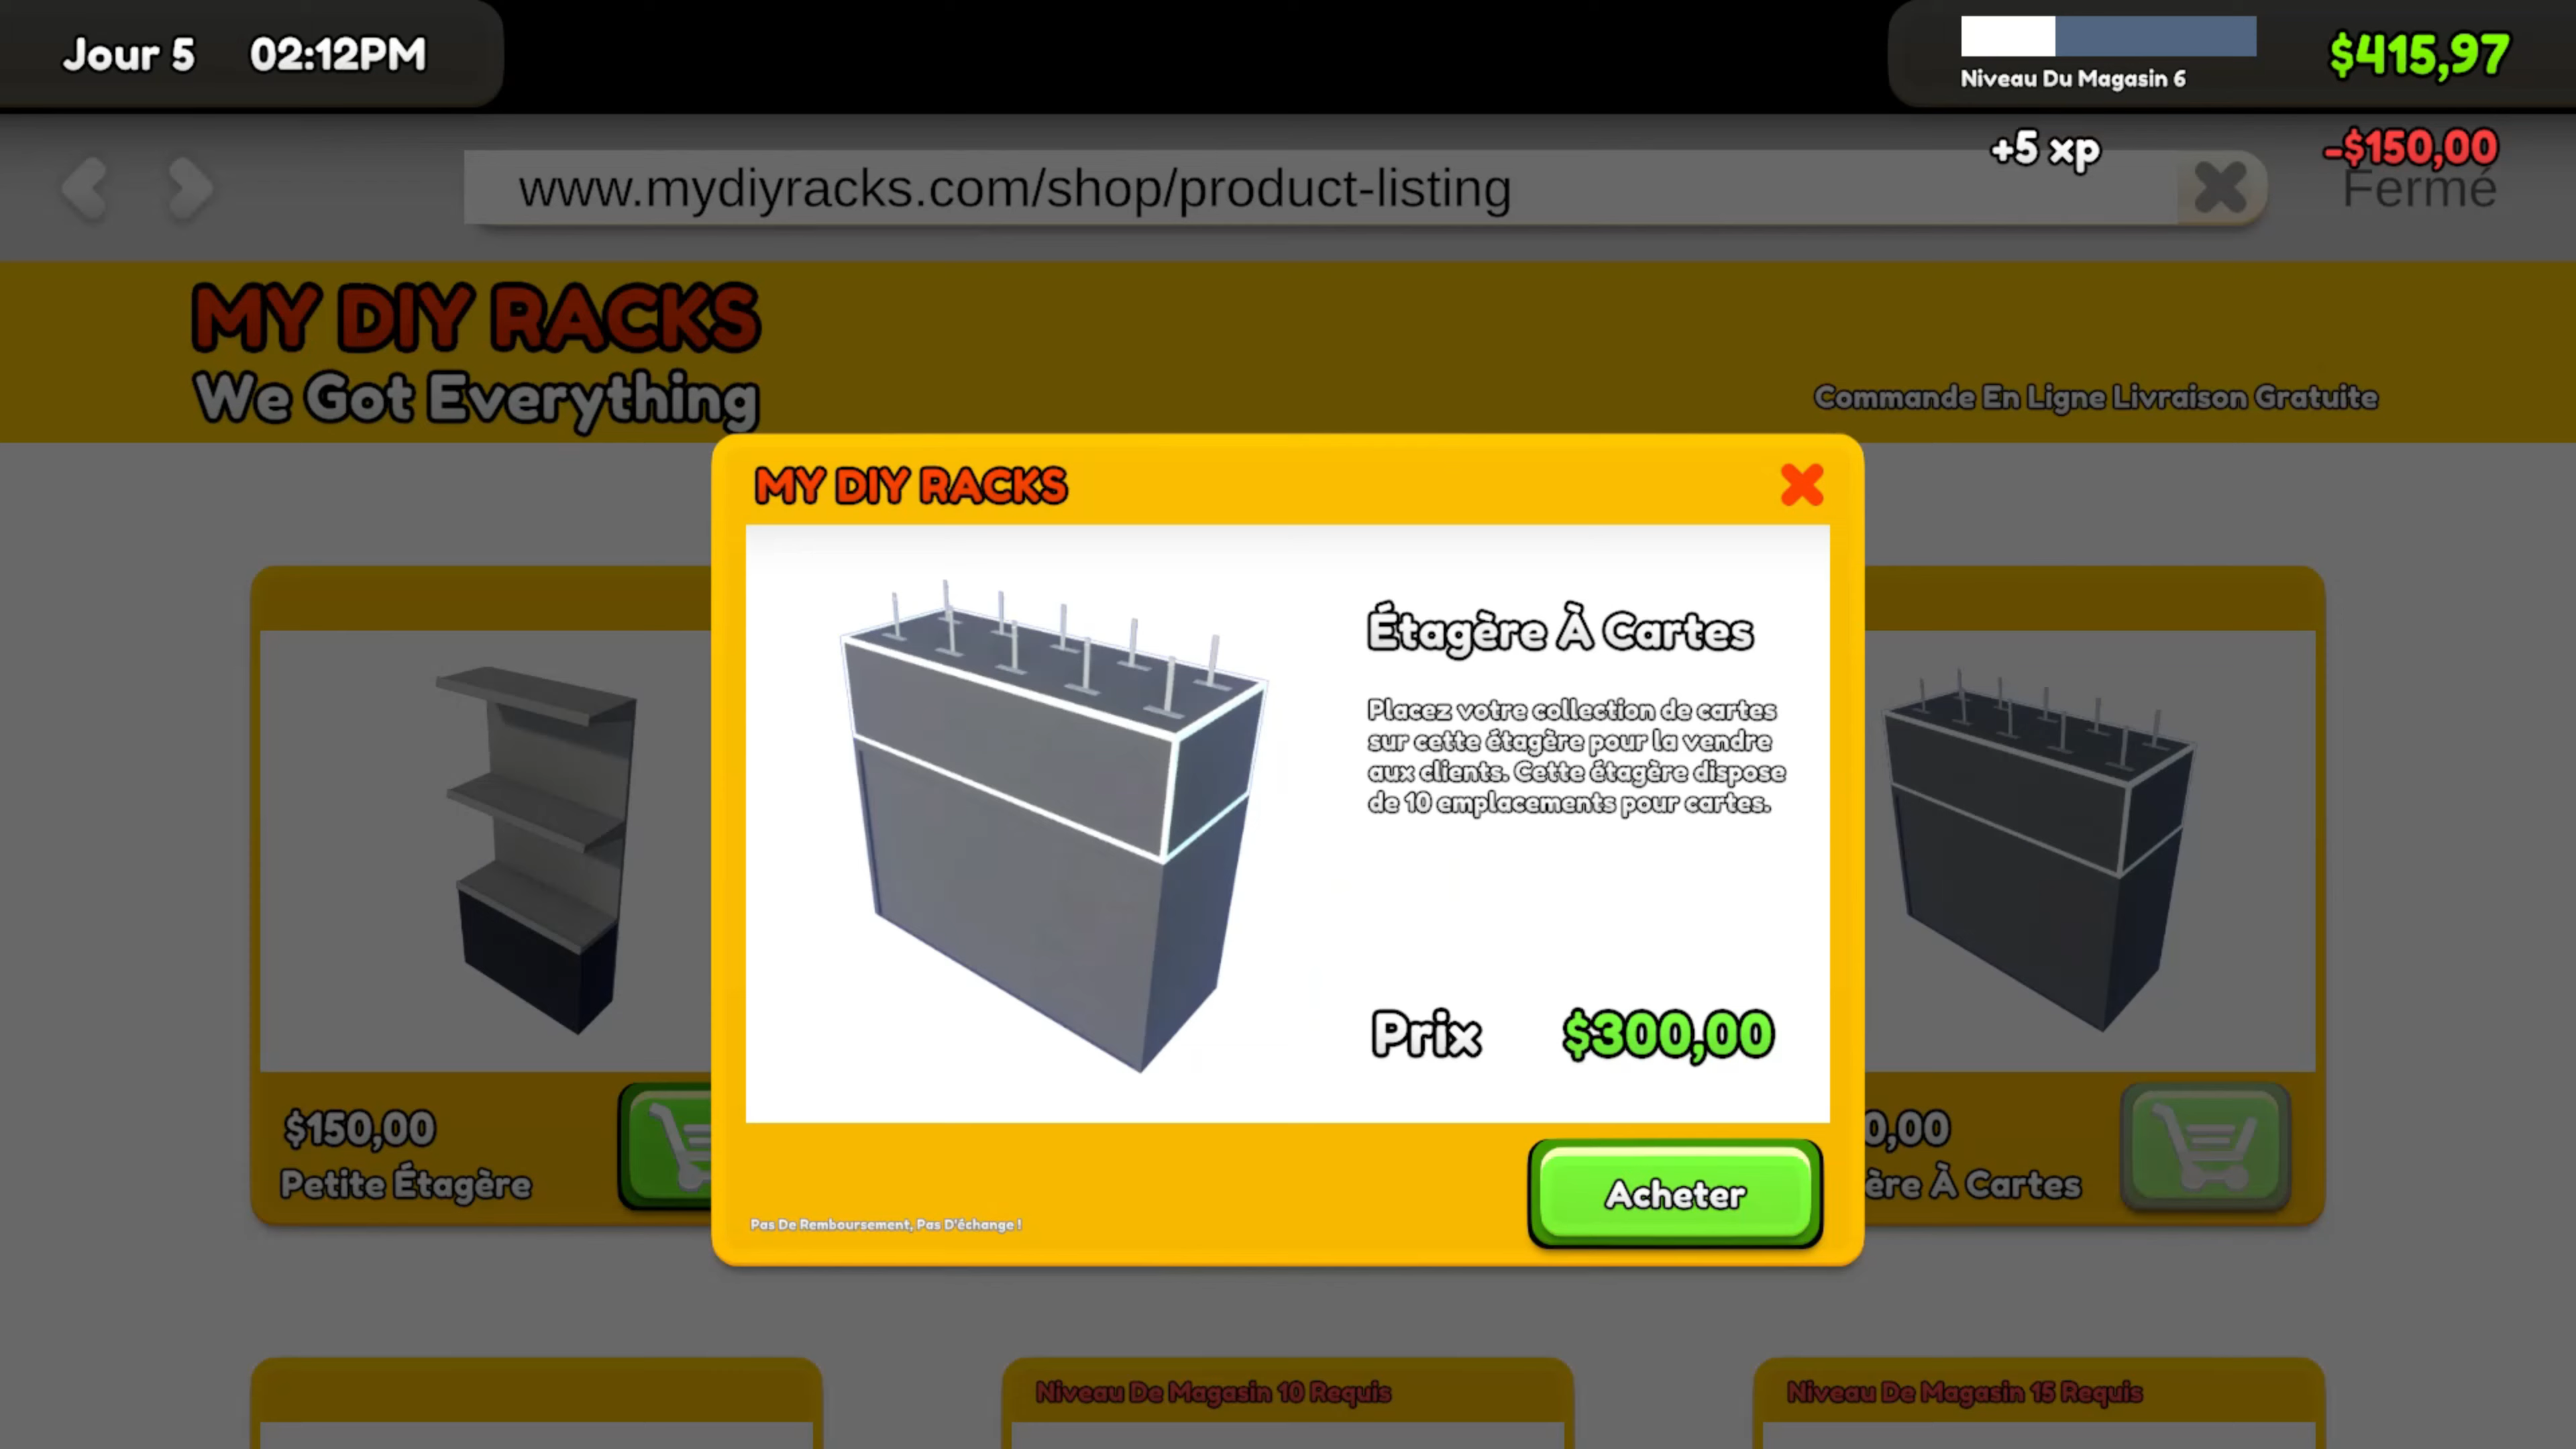 Jour 5 02:12PM
Niveau Du Magasin 6
$415,97
+5 xp
-$150,00
www.mydiyracks.com/shop/product-listing
Fermé
MY DIY RACKS
We Got Everything
Commande En Ligne Livraison Gratuite
MY DIY RACKS
Étagère À Cartes
Placez votre collection de cartes
sur cette étagère pour la vendre
aux clients. Cette étagère dispose
de 10 emplacements pour cartes.
Prix $300,00
Acheter
Pas De Remboursement, Pas D'échange !
$150,00
Petite Étagère
0,00
ère À Cartes
Niveau De Magasin 10 Requis
Niveau De Magasin 15 Requis